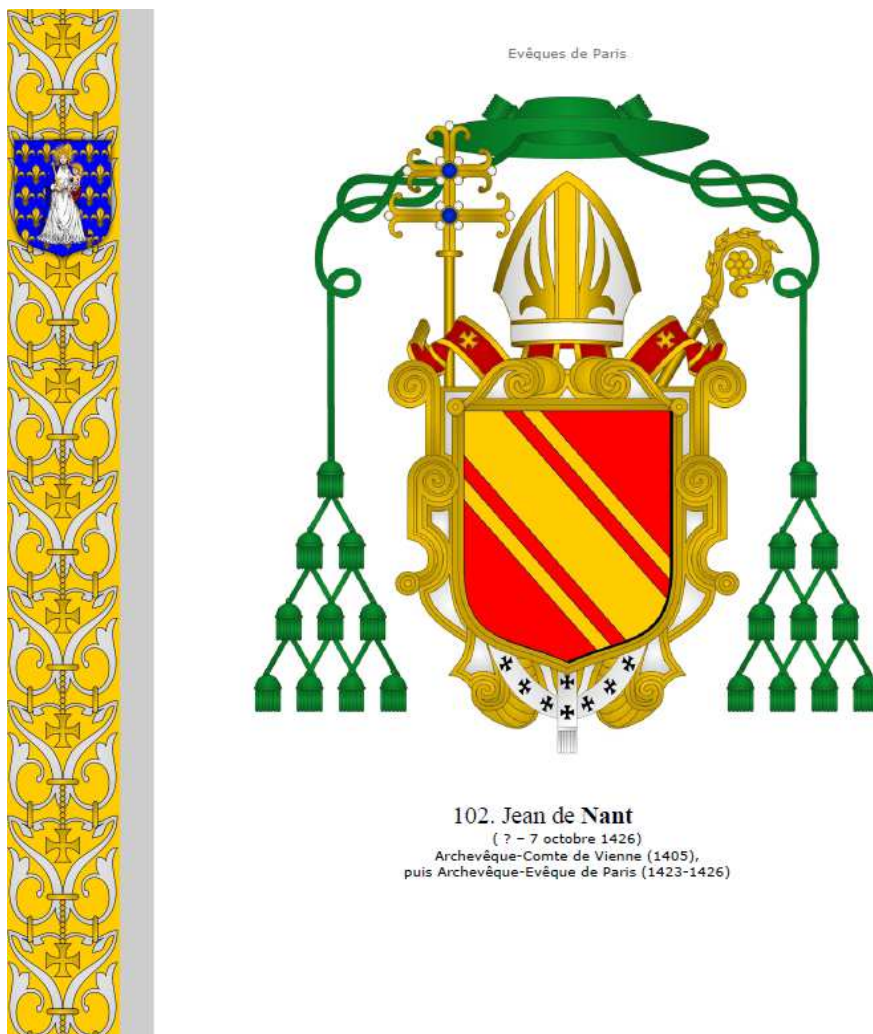 Evêques de Paris
102. Jean de Nant
( ? – 7 octobre 1426)
Archevêque-Comte de Vienne (1405),
puis Archevêque-Evêque de Paris (1423-1426)